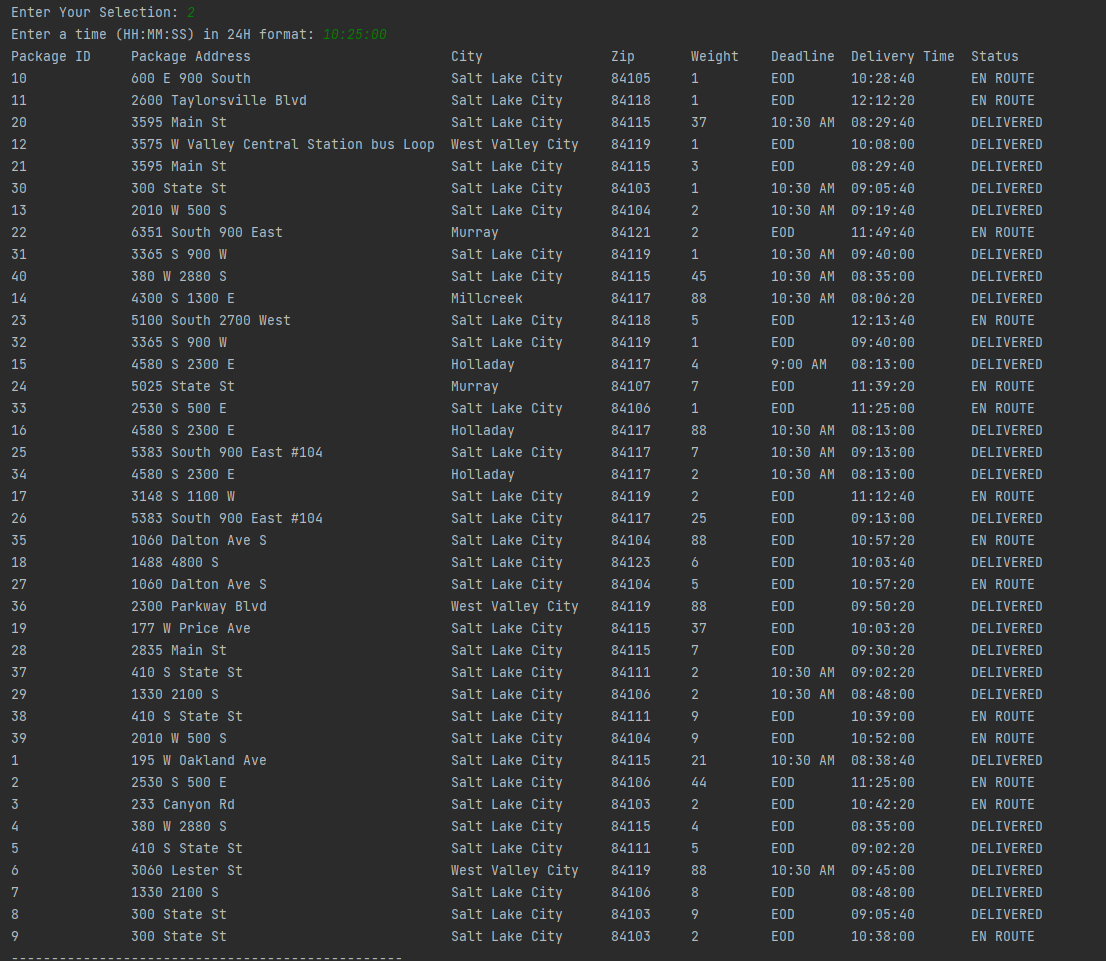 Enter Your Selection: 2
Enter a time (HH:MM:SS) in 24H format: 10:25:00
Package ID     Package Address                         City                Zip       Weight    Deadline  Delivery Time  Status
10             600 E 900 South                         Salt Lake City      84105     1         EOD       10:28:40       EN ROUTE
11             2600 Taylorsville Blvd                  Salt Lake City      84118     1         EOD       12:12:20       EN ROUTE
20             3595 Main St                            Salt Lake City      84115     37        10:30 AM  08:29:40       DELIVERED
12             3575 W Valley Central Station bus Loop  West Valley City    84119     1         EOD       10:08:00       DELIVERED
21             3595 Main St                            Salt Lake City      84115     3         EOD       08:29:40       DELIVERED
30             300 State St                            Salt Lake City      84103     1         10:30 AM  09:05:40       DELIVERED
13             2010 W 500 S                            Salt Lake City      84104     2         10:30 AM  09:19:40       DELIVERED
22             6351 South 900 East                     Murray              84121     2         EOD       11:49:40       EN ROUTE
31             3365 S 900 W                            Salt Lake City      84119     1         10:30 AM  09:40:00       DELIVERED
40             380 W 2880 S                            Salt Lake City      84115     45        10:30 AM  08:35:00       DELIVERED
14             4300 S 1300 E                           Millcreek           84117     88        10:30 AM  08:06:20       DELIVERED
23             5100 South 2700 West                    Salt Lake City      84118     5         EOD       12:13:40       EN ROUTE
32             3365 S 900 W                            Salt Lake City      84119     1         EOD       09:40:00       DELIVERED
15             4580 S 2300 E                           Holladay            84117     4         9:00 AM   08:13:00       DELIVERED
24             5025 State St                           Murray              84107     7         EOD       11:39:20       EN ROUTE
33             2530 S 500 E                            Salt Lake City      84106     1         EOD       11:25:00       EN ROUTE
16             4580 S 2300 E                           Holladay            84117     88        10:30 AM  08:13:00       DELIVERED
25             5383 South 900 East #104                Salt Lake City      84117     7         10:30 AM  09:13:00       DELIVERED
34             4580 S 2300 E                           Holladay            84117     2         10:30 AM  08:13:00       DELIVERED
17             3148 S 1100 W                           Salt Lake City      84119     2         EOD       11:12:40       EN ROUTE
26             5383 South 900 East #104                Salt Lake City      84117     25        EOD       09:13:00       DELIVERED
35             1060 Dalton Ave S                       Salt Lake City      84104     88        EOD       10:57:20       EN ROUTE
18             1488 4800 S                             Salt Lake City      84123     6         EOD       10:03:40       DELIVERED
27             1060 Dalton Ave S                       Salt Lake City      84104     5         EOD       10:57:20       EN ROUTE
36             2300 Parkway Blvd                       West Valley City    84119     88        EOD       09:50:20       DELIVERED
19             177 W Price Ave                         Salt Lake City      84115     37        EOD       10:03:20       DELIVERED
28             2835 Main St                            Salt Lake City      84115     7         EOD       09:30:20       DELIVERED
37             410 S State St                          Salt Lake City      84111     2         10:30 AM  09:02:20       DELIVERED
29             1330 2100 S                             Salt Lake City      84106     2         10:30 AM  08:48:00       DELIVERED
38             410 S State St                          Salt Lake City      84111     9         EOD       10:39:00       EN ROUTE
39             2010 W 500 S                            Salt Lake City      84104     9         EOD       10:52:00       EN ROUTE
1              195 W Oakland Ave                       Salt Lake City      84115     21        10:30 AM  08:38:40       DELIVERED
2              2530 S 500 E                            Salt Lake City      84106     44        EOD       11:25:00       EN ROUTE
3              233 Canyon Rd                           Salt Lake City      84103     2         EOD       10:42:20       EN ROUTE
4              380 W 2880 S                            Salt Lake City      84115     4         EOD       08:35:00       DELIVERED
5              410 S State St                          Salt Lake City      84111     5         EOD       09:02:20       DELIVERED
6              3060 Lester St                          West Valley City    84119     88        10:30 AM  09:45:00       DELIVERED
7              1330 2100 S                             Salt Lake City      84106     8         EOD       08:48:00       DELIVERED
8              300 State St                            Salt Lake City      84103     9         EOD       09:05:40       DELIVERED
9              300 State St                            Salt Lake City      84103     2         EOD       10:38:00       EN ROUTE
-------------------------------------------------